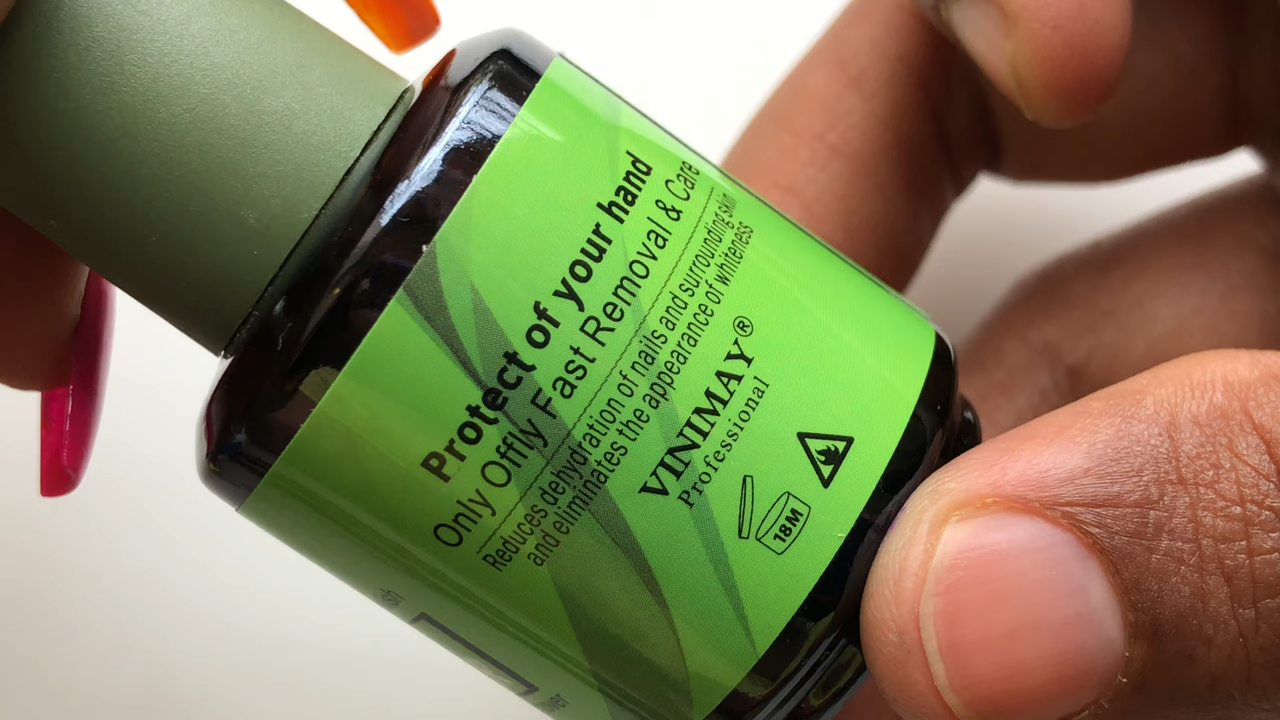 Protect of your hand
Only Offly Fast Removal & Care
Reduces dehydration of nails and surrounding skin
and eliminates the appearance of whiteness
VINIMAY®
Professional
18M